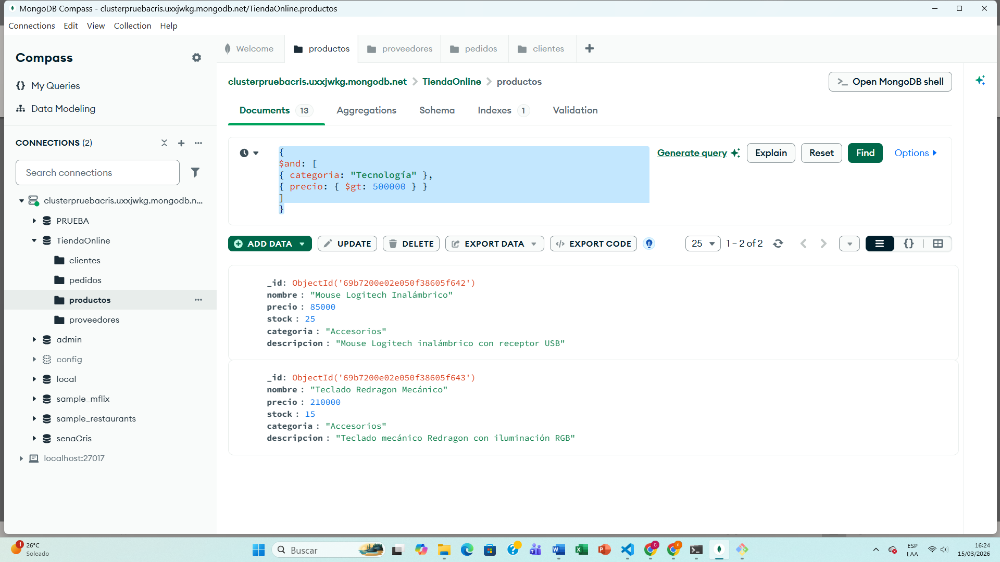 MongoDB Compass - clusterpruebacris.uxxjwkg.mongodb.net/TiendaOnline.productos
Connections Edit View Collection Help
Compass
My Queries
Data Modeling
CONNECTIONS (2)
Search connections
clusterpruebacris.uxxjwkg.mongodb.n...
PRUEBA
TiendaOnline
clientes
pedidos
productos
proveedores
admin
config
local
sample_mflix
sample_restaurants
senaCris
localhost:27017
Welcome productos proveedores pedidos clientes
clusterpruebacris.uxxjwkg.mongodb.net > TiendaOnline > productos
>_ Open MongoDB shell
Documents 13 Aggregations Schema Indexes 1 Validation
{
$and: [
{ categoria: "Tecnología" },
{ precio: { $gt: 500000 } }
]
}
Generate query Explain Reset Find Options
ADD DATA UPDATE DELETE EXPORT DATA EXPORT CODE 25 1 – 2 of 2
_id: ObjectId('69b7200e02e050f38605f642')
nombre : "Mouse Logitech Inalámbrico"
precio : 85000
stock : 25
categoria : "Accesorios"
descripcion : "Mouse Logitech inalámbrico con receptor USB"
_id: ObjectId('69b7200e02e050f38605f643')
nombre : "Teclado Redragon Mecánico"
precio : 210000
stock : 15
categoria : "Accesorios"
descripcion : "Teclado mecánico Redragon con iluminación RGB"
1
26°C
Soleado
Buscar
ESP
LAA
16:24
15/03/2026